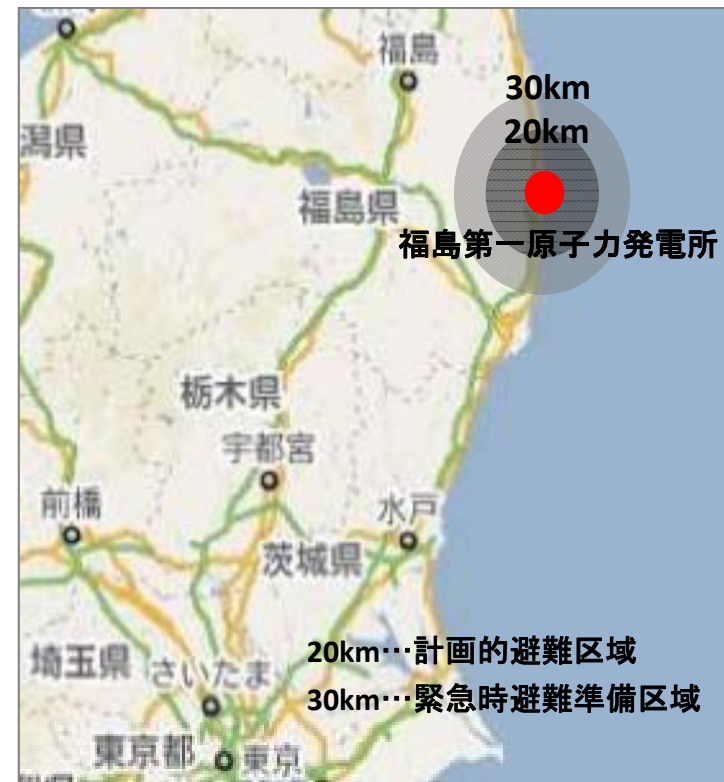 福島
30km
20km
潟県
福島県
福島第一原子力発電所
栃木県
宇都宮
前橋
水戸
茨城県
20km…計画的避難区域
埼玉県
さいたま
30km…緊急時避難準備区域
東京都
東京